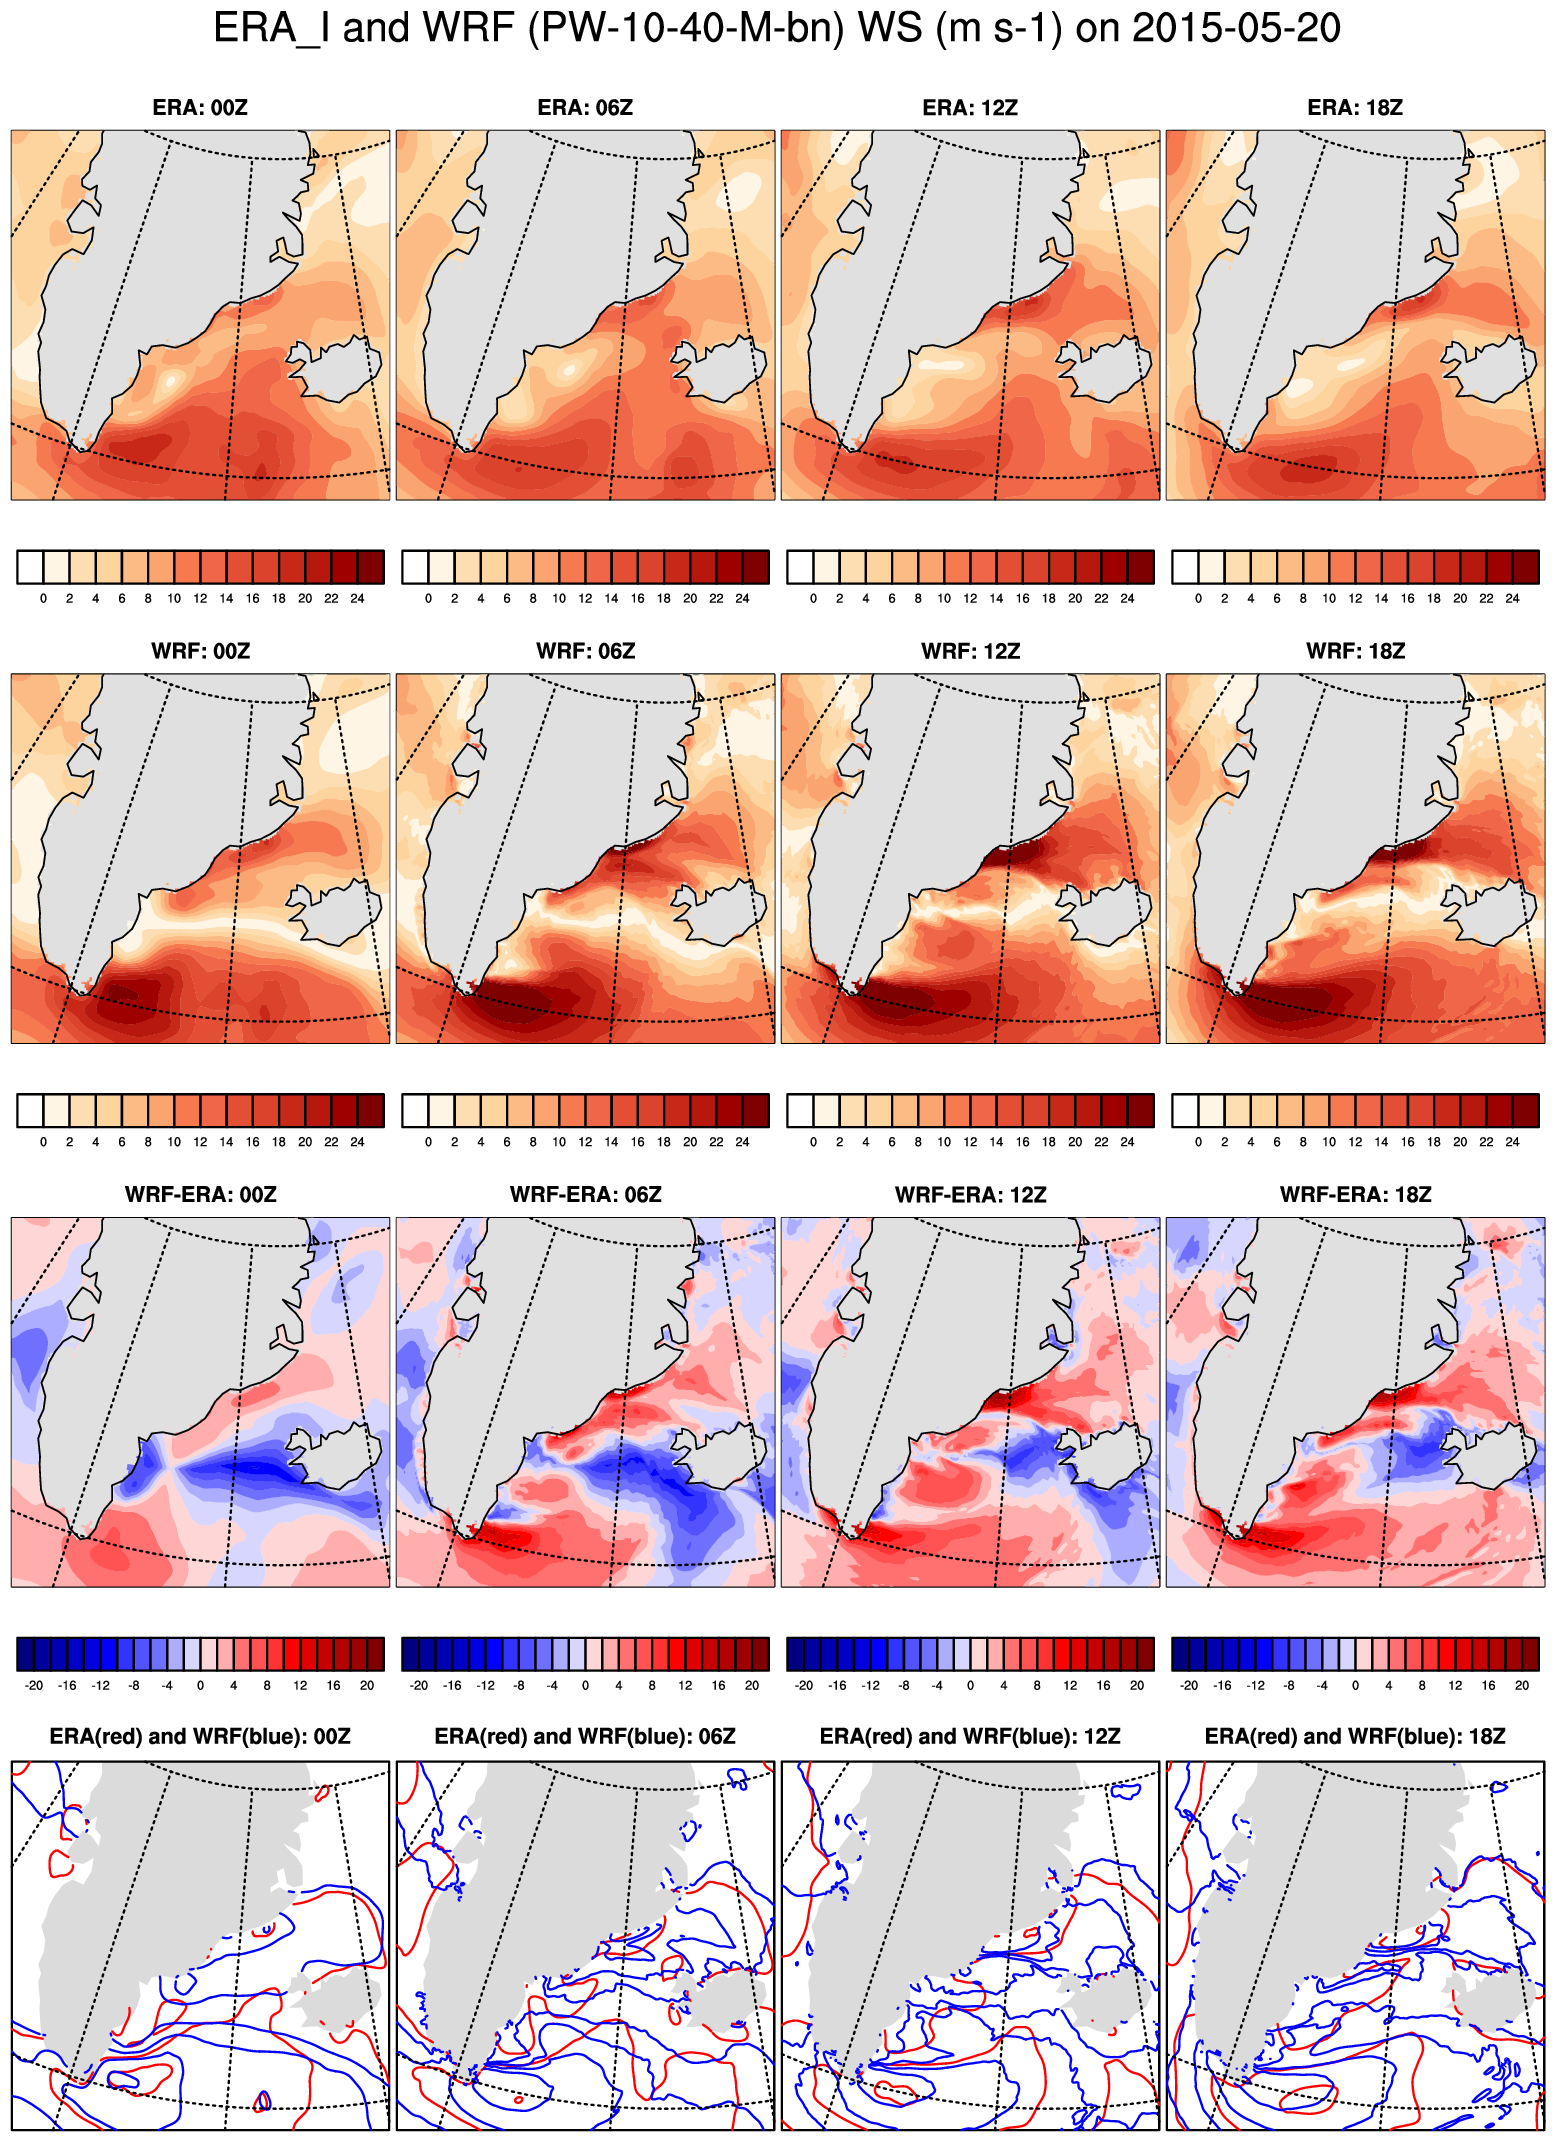 ERA_I and WRF (PW-10-40-M-bn) WS (m s-1) on 2015-05-20
ERA: 00Z ERA: 06Z ERA: 12Z ERA: 18Z
0 2 4 6 8 10 12 14 16 18 20 22 24 0 2 4 6 8 10 12 14 16 18 20 22 24 0 2 4 6 8 10 12 14 16 18 20 22 24 0 2 4 6 8 10 12 14 16 18 20 22 24
WRF: 00Z WRF: 06Z WRF: 12Z WRF: 18Z
0 2 4 6 8 10 12 14 16 18 20 22 24 0 2 4 6 8 10 12 14 16 18 20 22 24 0 2 4 6 8 10 12 14 16 18 20 22 24 0 2 4 6 8 10 12 14 16 18 20 22 24
WRF-ERA: 00Z WRF-ERA: 06Z WRF-ERA: 12Z WRF-ERA: 18Z
-20 -16 -12 -8 -4 0 4 8 12 16 20 -20 -16 -12 -8 -4 0 4 8 12 16 20 -20 -16 -12 -8 -4 0 4 8 12 16 20 -20 -16 -12 -8 -4 0 4 8 12 16 20
ERA(red) and WRF(blue): 00Z ERA(red) and WRF(blue): 06Z ERA(red) and WRF(blue): 12Z ERA(red) and WRF(blue): 18Z